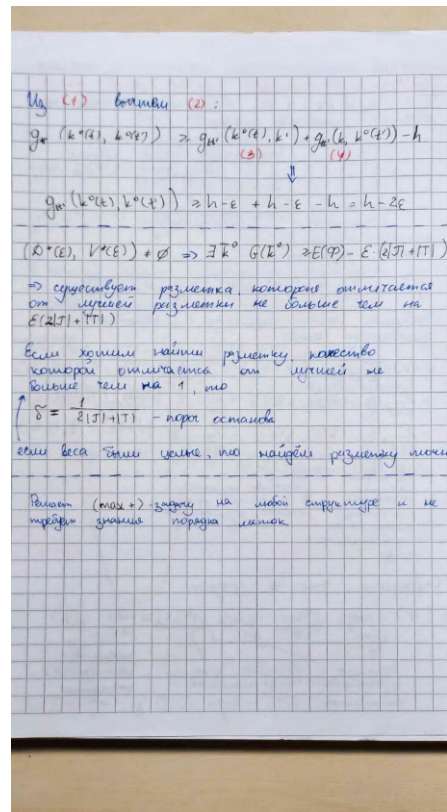 Из (1) вычтем (2):
g_{tt'} (k°(t), k°(t')) ≥ g_{tt'} (k°(t), k') + g_{tt'} (k, k°(t')) - h
(3) (4)
⇓
g_{tt'} (k°(t), k°(t')) ≥ h-ε + h-ε - h = h-2ε
(D*(ε), V*(ε)) ≠ ∅ ⇒ ∃ k̄° G(k̄°) ≥ E(Φ) - ε·(2|𝒯|+|T|)
⇒ существует разметка, которая отличается
от лучшей разметки не больше чем на
ε(2|𝒯|+|T|)
Если хотим найти разметку качество
которой отличается от лучшей не
больше чем на 1, то
δ = 1/(2|𝒯|+|T|) - порог останова
если веса были целые, то найдём разметку точн
Решает (max,+)-задачу на любой структуре и не
требует знания порядка меток